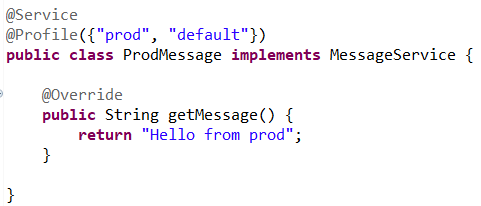 @Service
@Profile({"prod", "default"})
public class ProdMessage implements MessageService {
@Override
public String getMessage() {
return "Hello from prod";
}
}